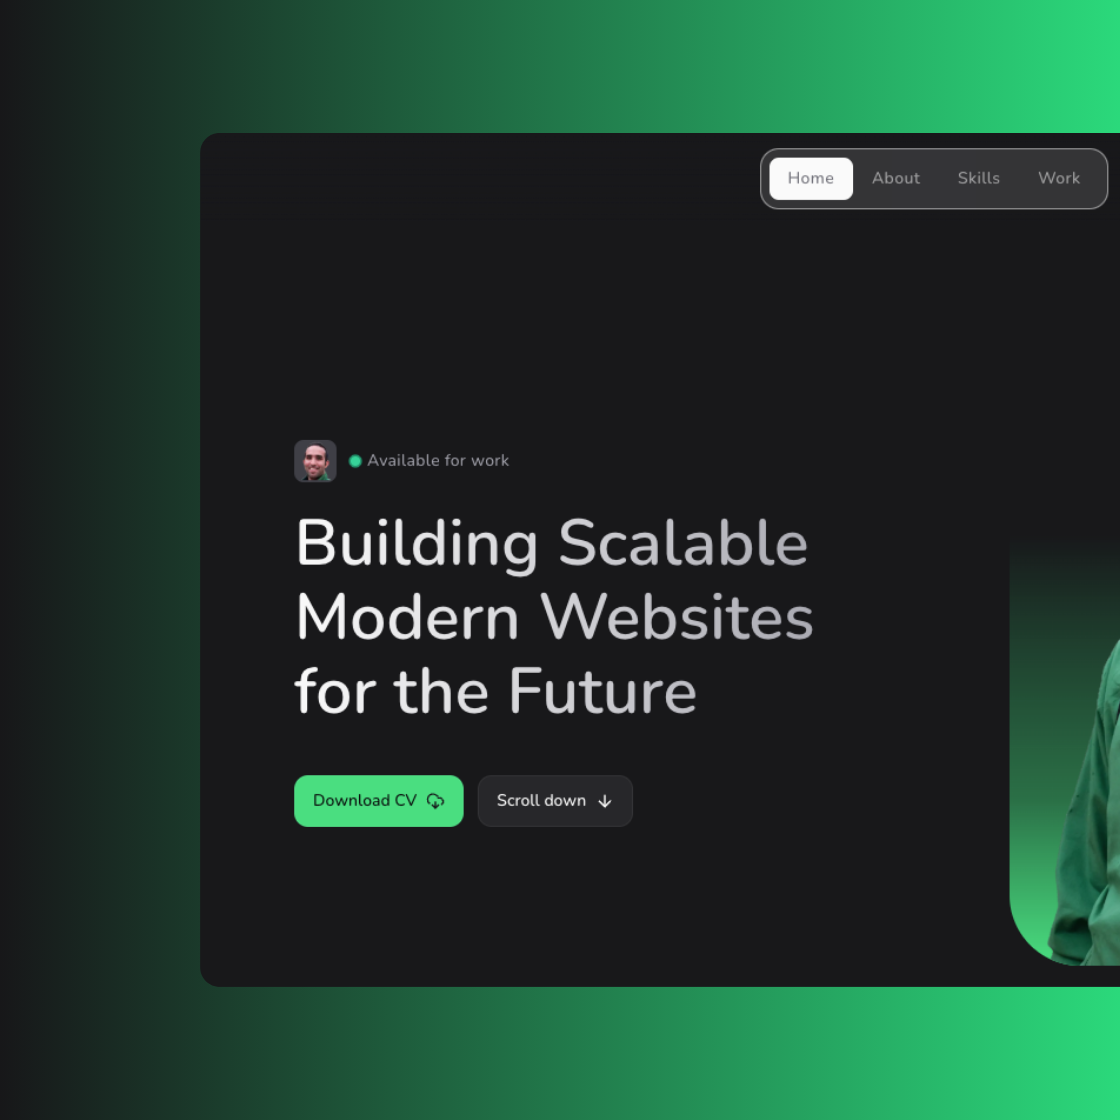 Home About Skills Work
Available for work
Building Scalable
Modern Websites
for the Future
Download CV
Scroll down